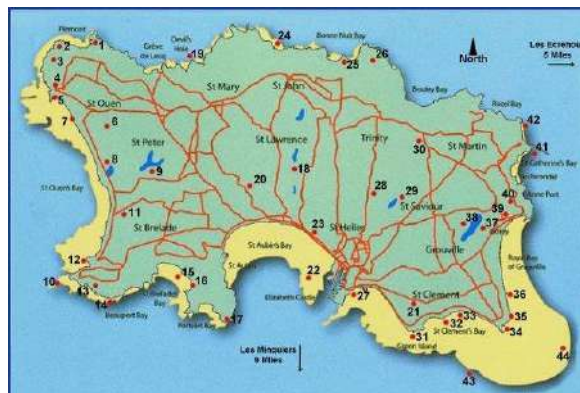 Plémont
Grève
de Lecq
Devil's
Hole
Bonne Nuit Bay
North
Les Ecrehous
5 Miles
Bouley Bay
Rozel Bay
St Catherine's Bay
Anne Port
St Ouen
St Mary
St John
Trinity
St Martin
St Peter
St Lawrence
St Saviour
St Ouen's Bay
St Brelade
St Helier
Grouville
Royal Bay
of Grouville
St Aubin's Bay
St Aubin
Elizabeth Castle
St Clement
St Clement's Bay
Green Island
Beauport Bay
Portelet Bay
Les Minquiers
9 Miles
1
2
3
4
5
6
7
8
9
10
11
12
13
14
15
16
17
18
19
20
21
22
23
24
25
26
27
28
29
30
31
32
33
34
35
36
37
38
39
40
41
42
43
44